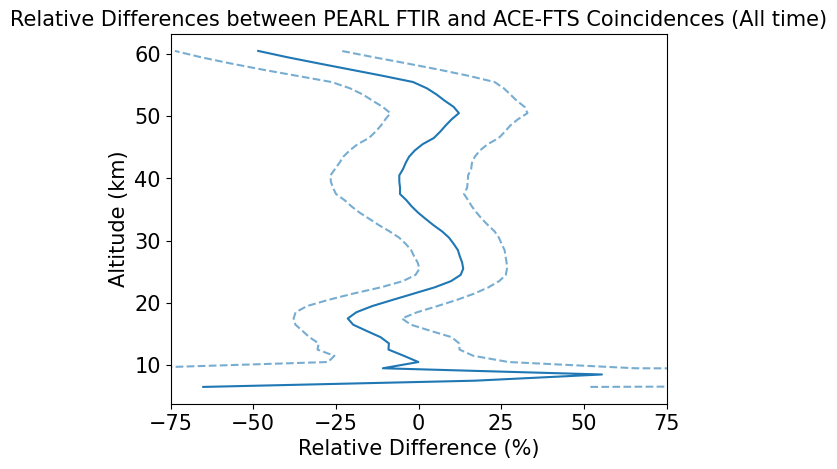 Relative Differences between PEARL FTIR and ACE-FTS Coincidences (All time)
60
50
40
30
20
10
Altitude (km)
−75 −50 −25 0 25 50 75
Relative Difference (%)